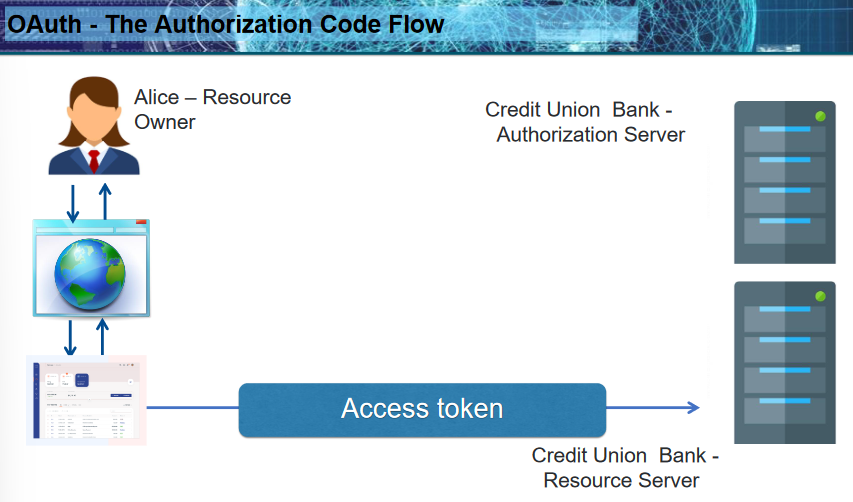 OAuth - The Authorization Code Flow
Alice – Resource
Owner
Credit Union Bank -
Authorization Server
Access token
Credit Union Bank -
Resource Server